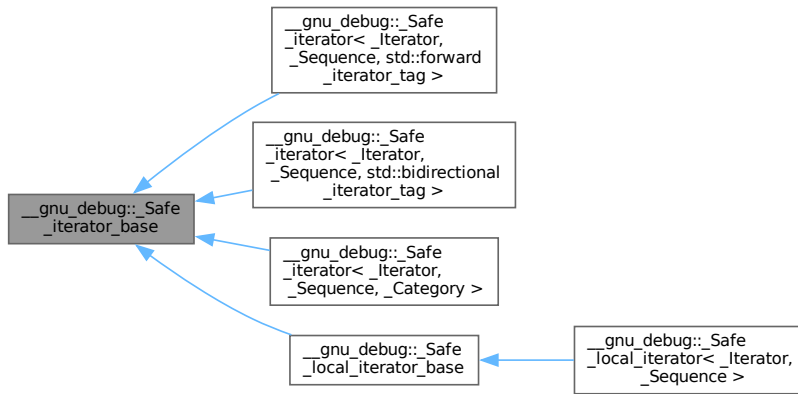 __gnu_debug::_Safe
_iterator< _Iterator,
_Sequence, std::forward
_iterator_tag >
__gnu_debug::_Safe
_iterator< _Iterator,
_Sequence, std::bidirectional
_iterator_tag >
__gnu_debug::_Safe
_iterator_base
__gnu_debug::_Safe
_iterator< _Iterator,
_Sequence, _Category >
__gnu_debug::_Safe
_local_iterator_base
__gnu_debug::_Safe
_local_iterator< _Iterator,
_Sequence >